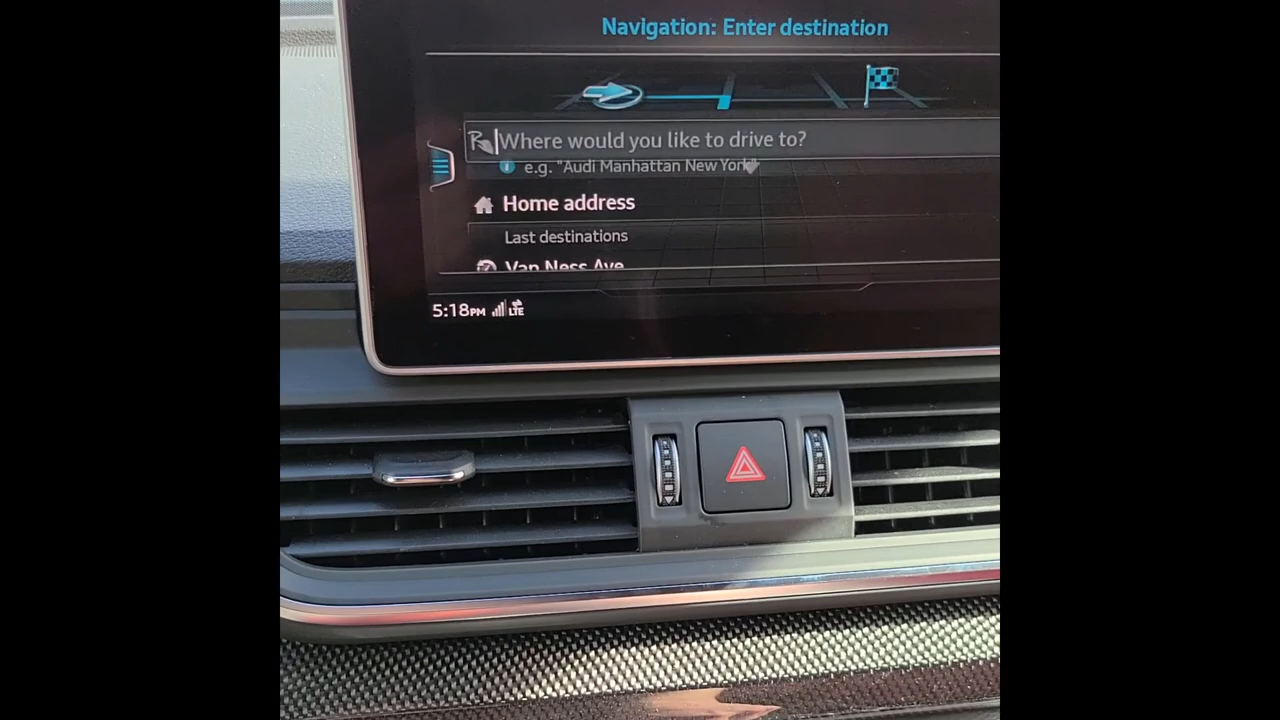 Navigation: Enter destination
Where would you like to drive to?
e.g. "Audi Manhattan New York"
Home address
Last destinations
Van Ness Ave
5:18PM LTE